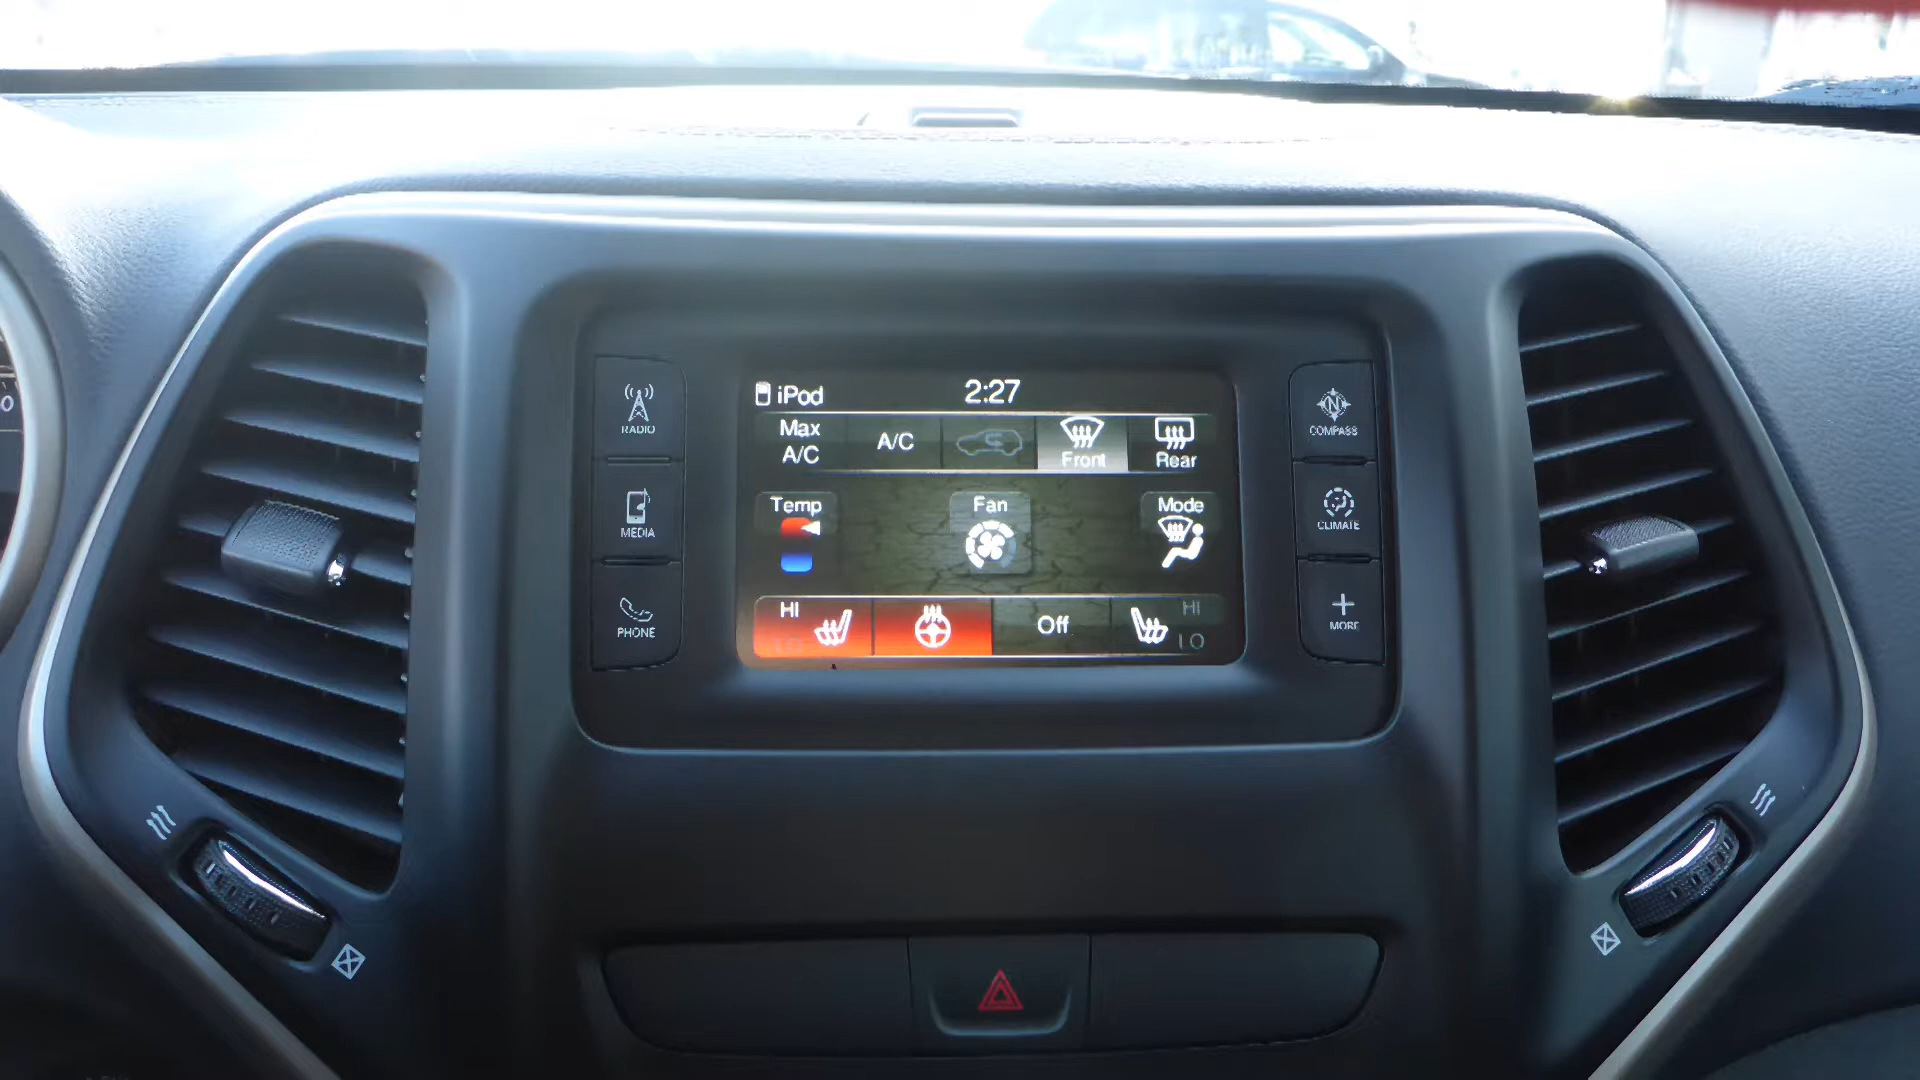 iPod
2:27
Max
A/C
A/C
Front
Rear
Temp
Fan
Mode
HI
LO
Off
HI
LO
RADIO
MEDIA
PHONE
N
COMPASS
CLIMATE
MORE